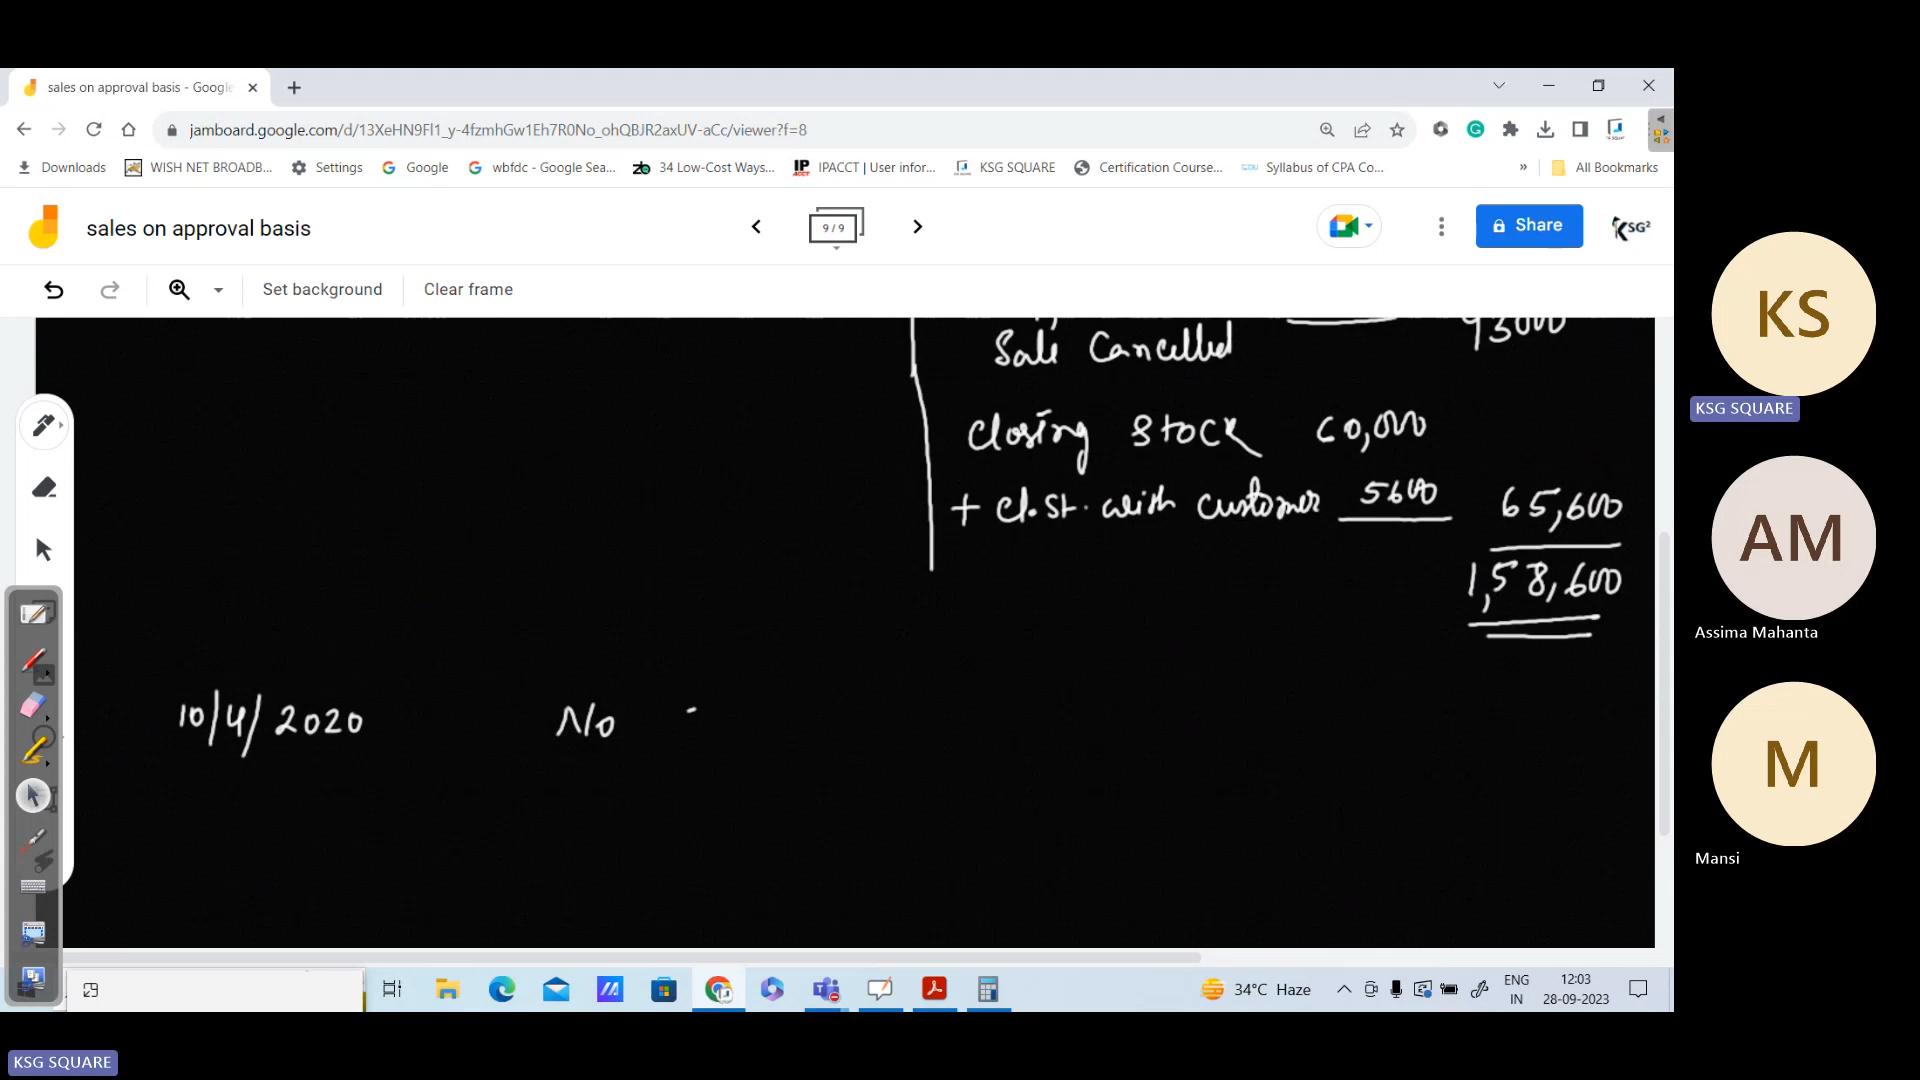 sales on approval basis - Google
jamboard.google.com/d/13XeHN9Fl1_y-4fzmhGw1Eh7R0No_ohQBJR2axUV-aCc/viewer?f=8
Downloads WISH NET BROADB... Settings Google wbfdc - Google Sea... 34 Low-Cost Ways... IPACCT | User infor... KSG SQUARE Certification Course... Syllabus of CPA Co... » All Bookmarks
sales on approval basis 9 / 9 Share KSG²
Set background Clear frame
93000
Sale Cancelled
Closing Stock 60,000
+ Cl. St. with customer 5600 65,600
1,58,600
10/4/2020 No
KS
KSG SQUARE
AM
Assima Mahanta
M
Mansi
34°C Haze ENG IN 12:03 28-09-2023
KSG SQUARE